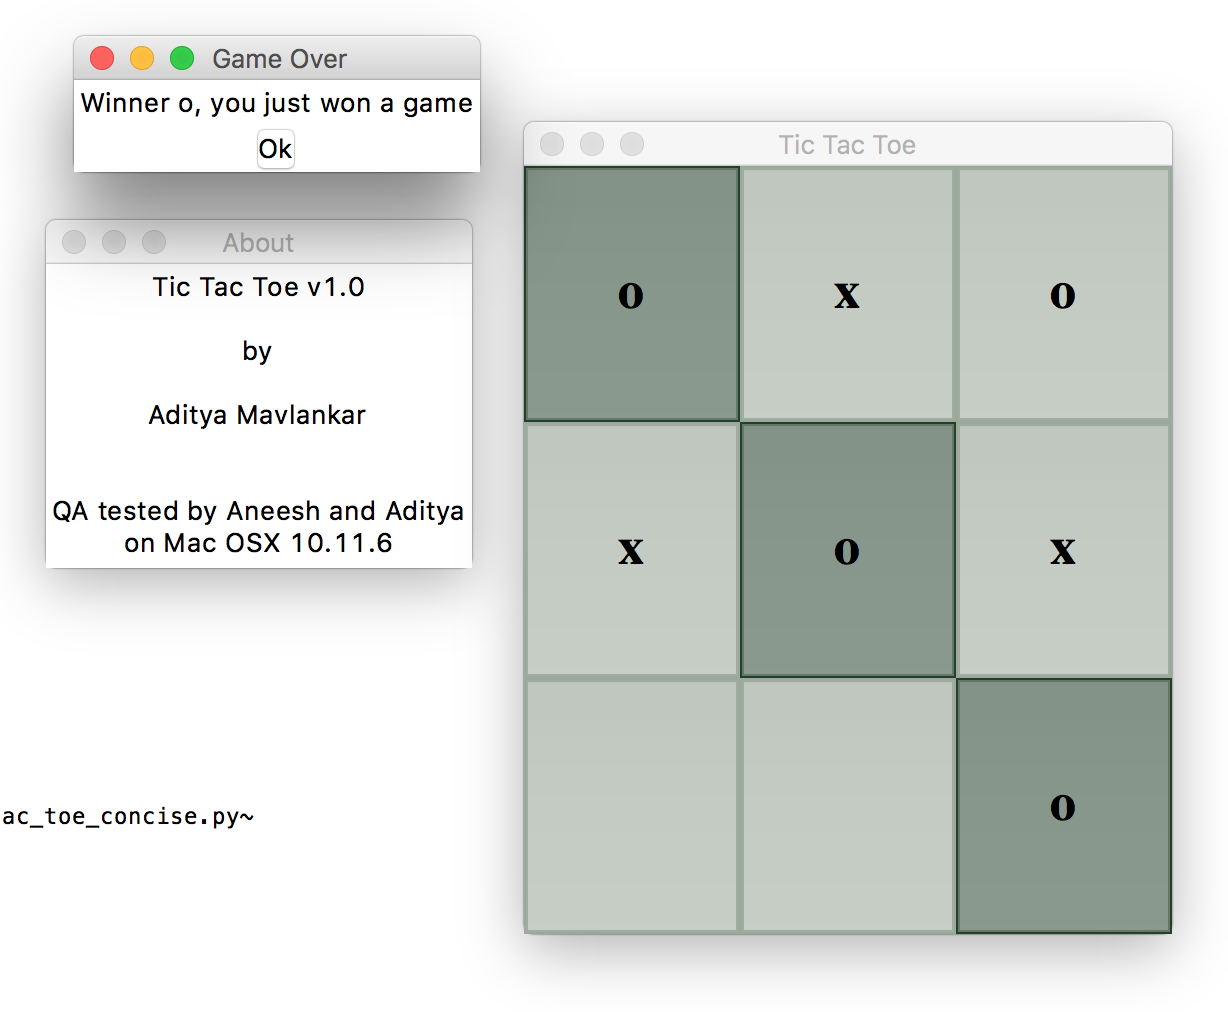 Game Over
Winner o, you just won a game
Ok
About
Tic Tac Toe v1.0
by
Aditya Mavlankar
QA tested by Aneesh and Aditya
on Mac OSX 10.11.6
ac_toe_concise.py~
Tic Tac Toe
o x o
x o x
o